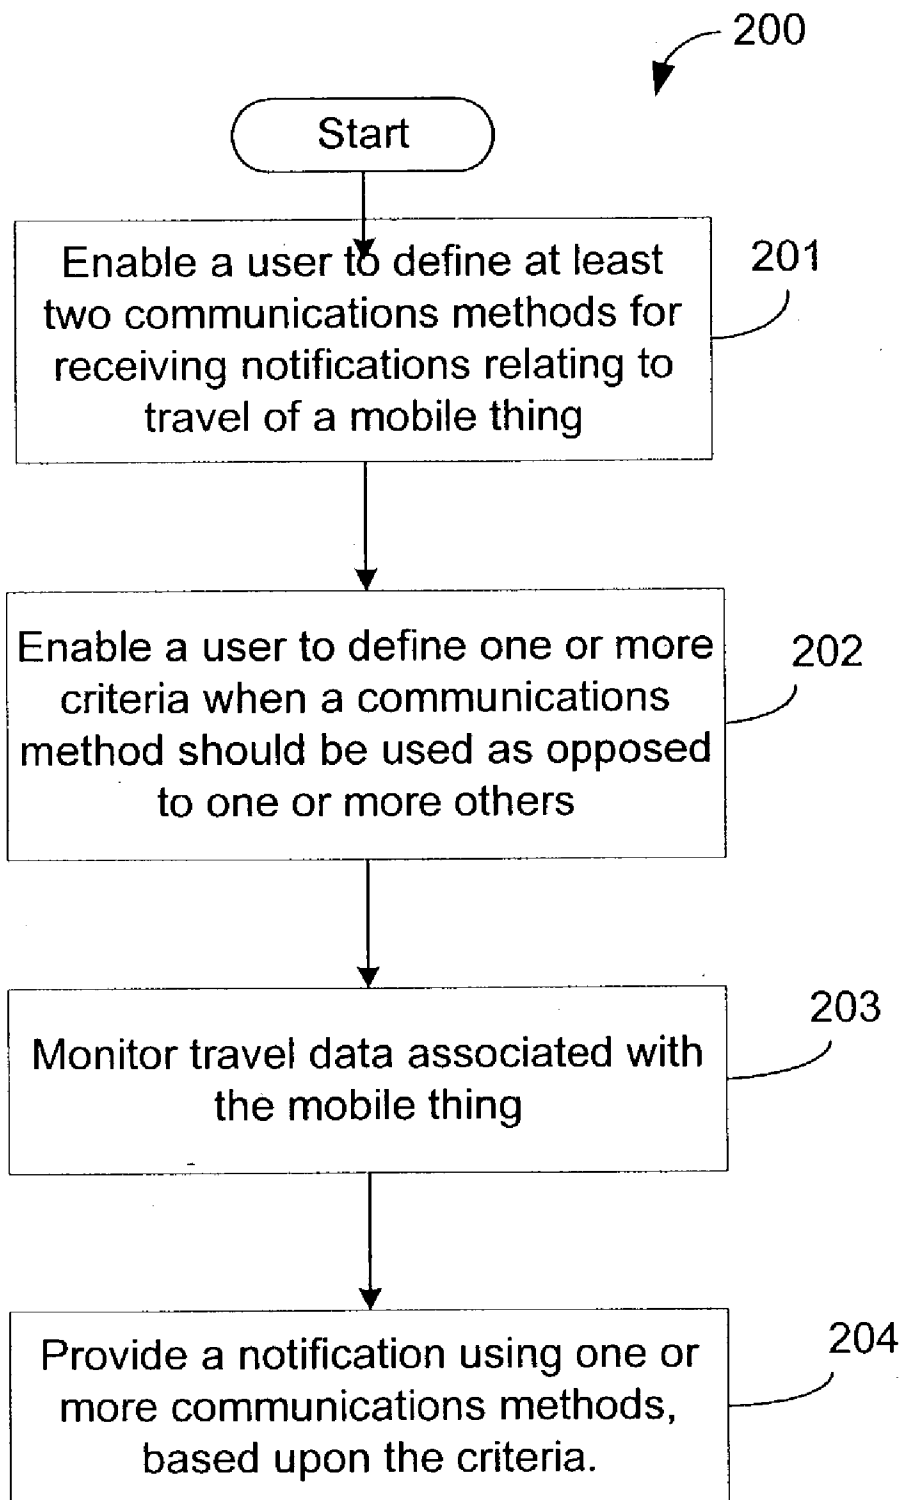 200
Start
Enable a user to define at least
two communications methods for
receiving notifications relating to
travel of a mobile thing
201
Enable a user to define one or more
criteria when a communications
method should be used as opposed
to one or more others
202
Monitor travel data associated with
the mobile thing
203
Provide a notification using one or
more communications methods,
based upon the criteria.
204